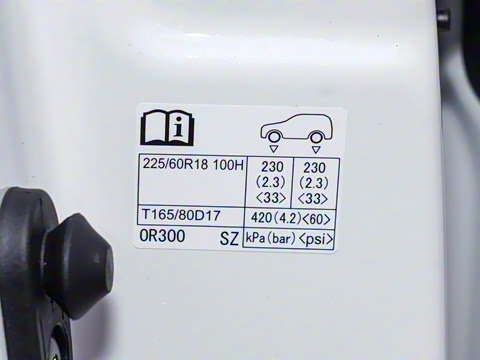 225/60R18 100H 230 230
(2.3) (2.3)
<33> <33>
T165/80D17 420(4.2)<60>
0R300 SZ kPa(bar)<psi>